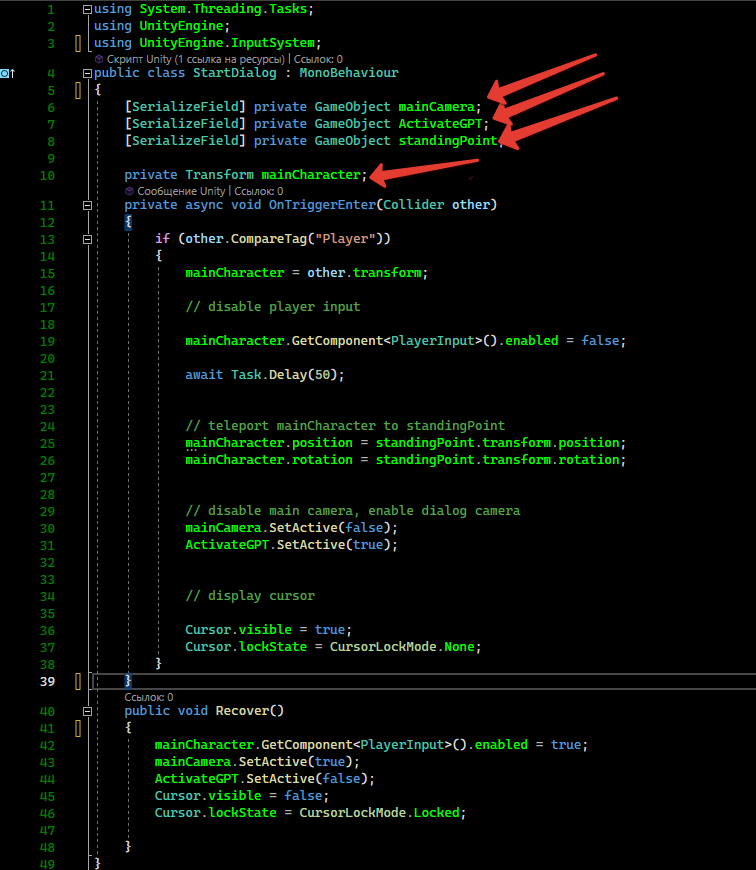 1 using System.Threading.Tasks;
2 using UnityEngine;
3 using UnityEngine.InputSystem;
Скрипт Unity (1 ссылка на ресурсы) | Ссылок: 0
4 public class StartDialog : MonoBehaviour
5 {
6 [SerializeField] private GameObject mainCamera;
7 [SerializeField] private GameObject ActivateGPT;
8 [SerializeField] private GameObject standingPoint;
9
10 private Transform mainCharacter;
Сообщение Unity | Ссылок: 0
11 private async void OnTriggerEnter(Collider other)
12 {
13 if (other.CompareTag("Player"))
14 {
15 mainCharacter = other.transform;
16
17 // disable player input
18
19 mainCharacter.GetComponent<PlayerInput>().enabled = false;
20
21 await Task.Delay(50);
22
23
24 // teleport mainCharacter to standingPoint
25 mainCharacter.position = standingPoint.transform.position;
26 mainCharacter.rotation = standingPoint.transform.rotation;
27
28
29 // disable main camera, enable dialog camera
30 mainCamera.SetActive(false);
31 ActivateGPT.SetActive(true);
32
33
34 // display cursor
35
36 Cursor.visible = true;
37 Cursor.lockState = CursorLockMode.None;
38 }
39 }
Ссылок: 0
40 public void Recover()
41 {
42 mainCharacter.GetComponent<PlayerInput>().enabled = true;
43 mainCamera.SetActive(true);
44 ActivateGPT.SetActive(false);
45 Cursor.visible = false;
46 Cursor.lockState = CursorLockMode.Locked;
47
48 }
49 }